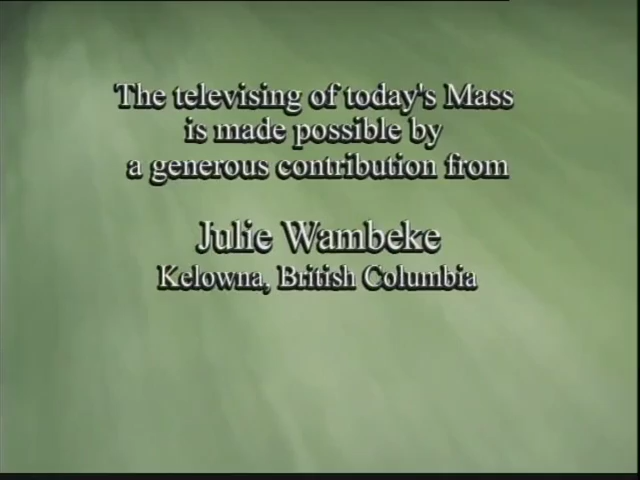 The televising of today's Mass
is made possible by
a generous contribution from
Julie Wambeke
Kelowna, British Columbia